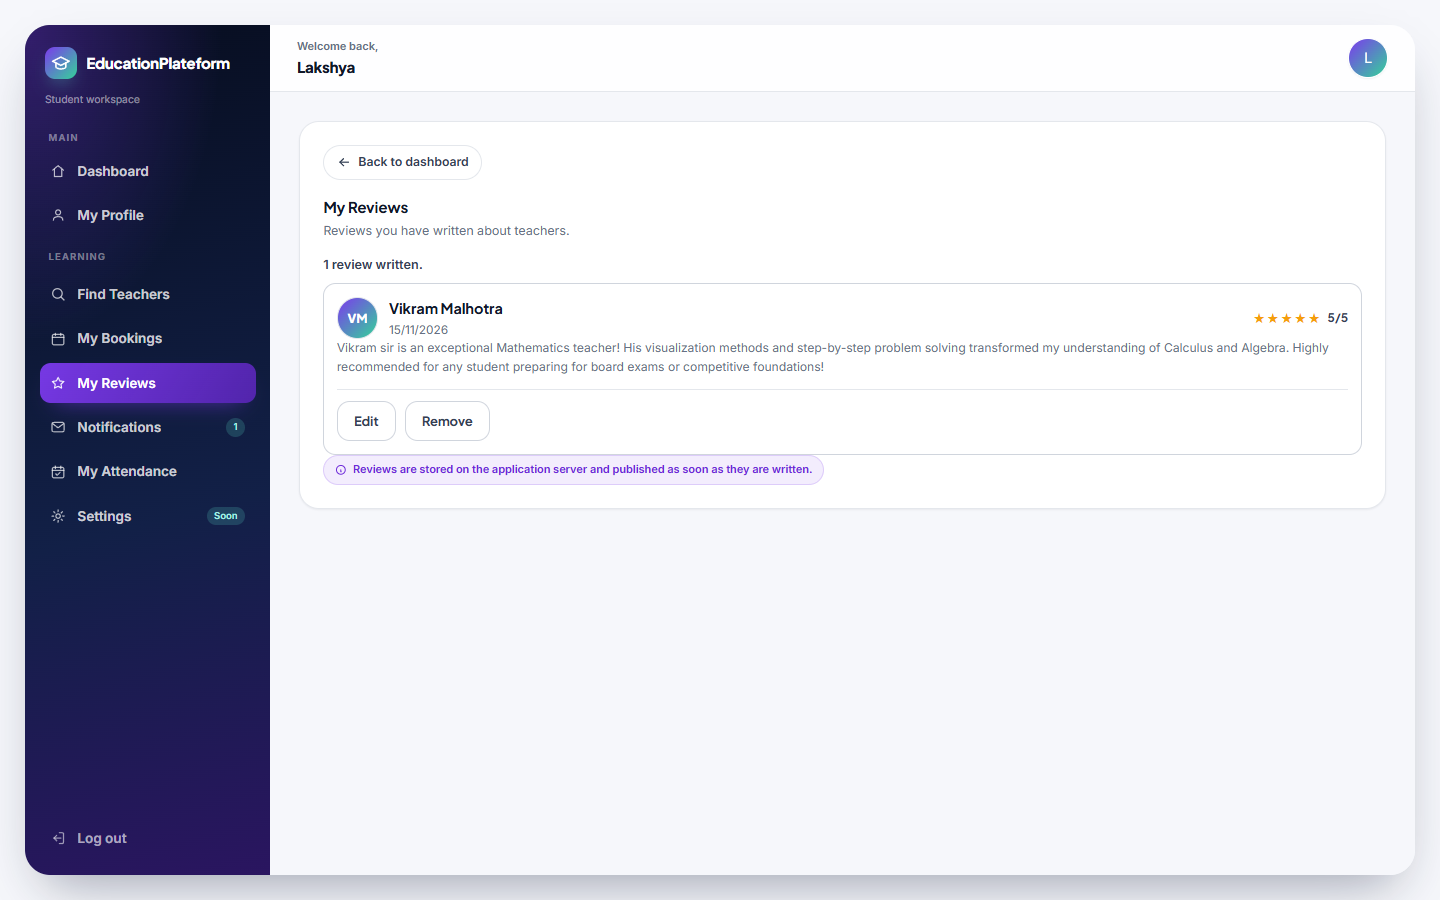 EducationPlateform
Student workspace
MAIN
Dashboard
My Profile
LEARNING
Find Teachers
My Bookings
My Reviews
Notifications 1
My Attendance
Settings Soon
Log out
Welcome back,
Lakshya
L
Back to dashboard
My Reviews
Reviews you have written about teachers.
1 review written.
VM
Vikram Malhotra
15/11/2026
★★★★★ 5/5
Vikram sir is an exceptional Mathematics teacher! His visualization methods and step-by-step problem solving transformed my understanding of Calculus and Algebra. Highly
recommended for any student preparing for board exams or competitive foundations!
Edit
Remove
Reviews are stored on the application server and published as soon as they are written.